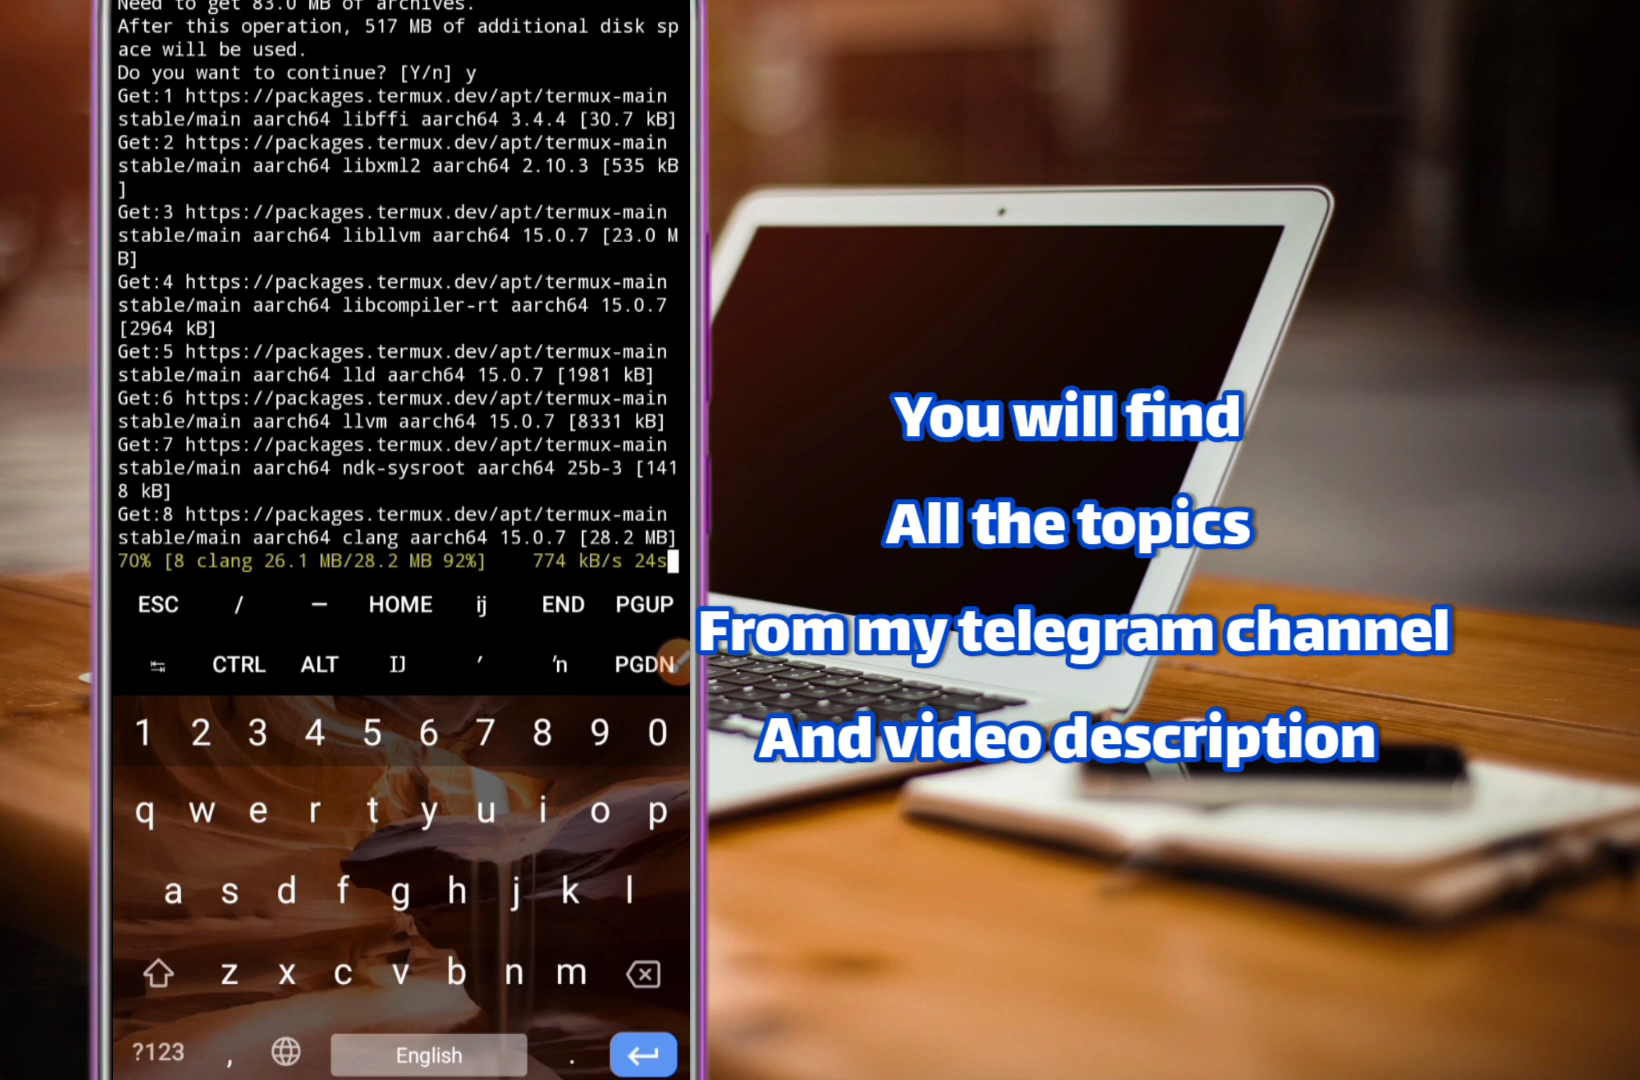 Need to get 83.0 MB of archives.
After this operation, 517 MB of additional disk sp
ace will be used.
Do you want to continue? [Y/n] y
Get:1 https://packages.termux.dev/apt/termux-main
stable/main aarch64 libffi aarch64 3.4.4 [30.7 kB]
Get:2 https://packages.termux.dev/apt/termux-main
stable/main aarch64 libxml2 aarch64 2.10.3 [535 kB
]
Get:3 https://packages.termux.dev/apt/termux-main
stable/main aarch64 libllvm aarch64 15.0.7 [23.0 M
B]
Get:4 https://packages.termux.dev/apt/termux-main
stable/main aarch64 libcompiler-rt aarch64 15.0.7
[2964 kB]
Get:5 https://packages.termux.dev/apt/termux-main
stable/main aarch64 lld aarch64 15.0.7 [1981 kB]
Get:6 https://packages.termux.dev/apt/termux-main
stable/main aarch64 llvm aarch64 15.0.7 [8331 kB]
Get:7 https://packages.termux.dev/apt/termux-main
stable/main aarch64 ndk-sysroot aarch64 25b-3 [141
8 kB]
Get:8 https://packages.termux.dev/apt/termux-main
stable/main aarch64 clang aarch64 15.0.7 [28.2 MB]
70% [8 clang 26.1 MB/28.2 MB 92%] 774 kB/s 24s
ESC / — HOME ij END PGUP
↹ CTRL ALT IJ ′ ŉ PGDN
1 2 3 4 5 6 7 8 9 0
q w e r t y u i o p
a s d f g h j k l
z x c v b n m
?123 , English .
You will find
All the topics
From my telegram channel
And video description